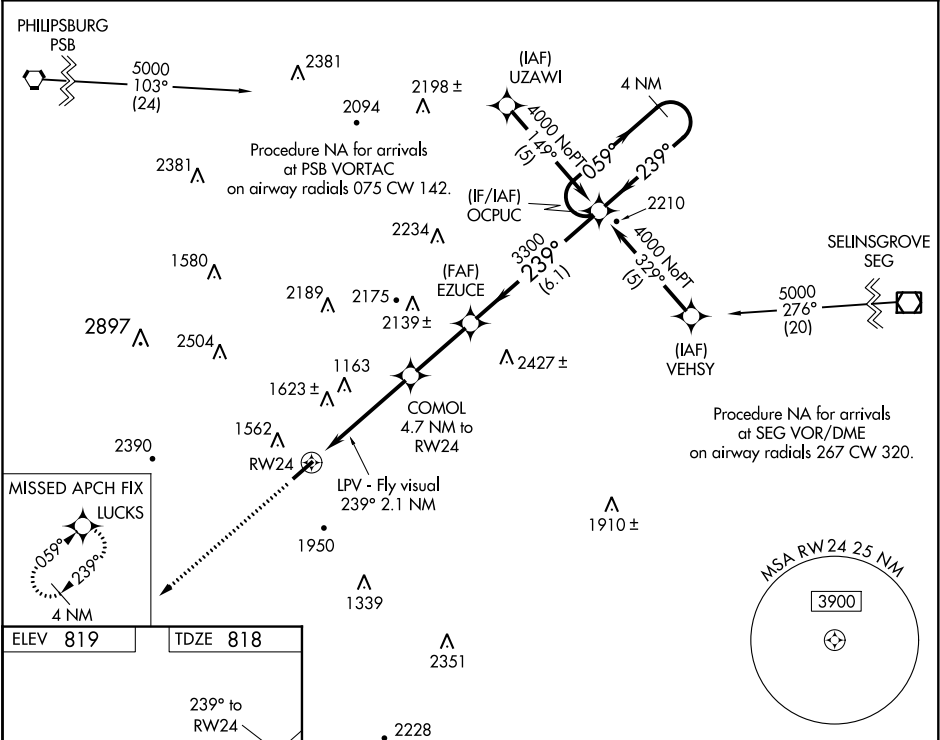 PHILIPSBURG
PSB
5000
103°
(24)
2381
2094
2198 ±
(IAF)
UZAWI
4 NM
4000 NoPT
149°
(5)
059°
239°
Procedure NA for arrivals
at PSB VORTAC
on airway radials 075 CW 142.
2381
(IF/IAF)
OCPUC
2210
2234
4000 NoPT
329°
(5)
SELINSGROVE
SEG
3300
239°
(6.1)
1580
(FAF)
EZUCE
2189
2175
2139 ±
5000
276°
(20)
2897
2504
(IAF)
VEHSY
2427 ±
1163
1623 ±
COMOL
4.7 NM to
RW24
Procedure NA for arrivals
at SEG VOR/DME
on airway radials 267 CW 320.
1562
2390
RW24
LPV - Fly visual
239° 2.1 NM
MISSED APCH FIX
LUCKS
059°
239°
4 NM
1910 ±
1950
MSA RW24 25 NM
3900
1339
ELEV 819
TDZE 818
2351
239° to
RW24
2228